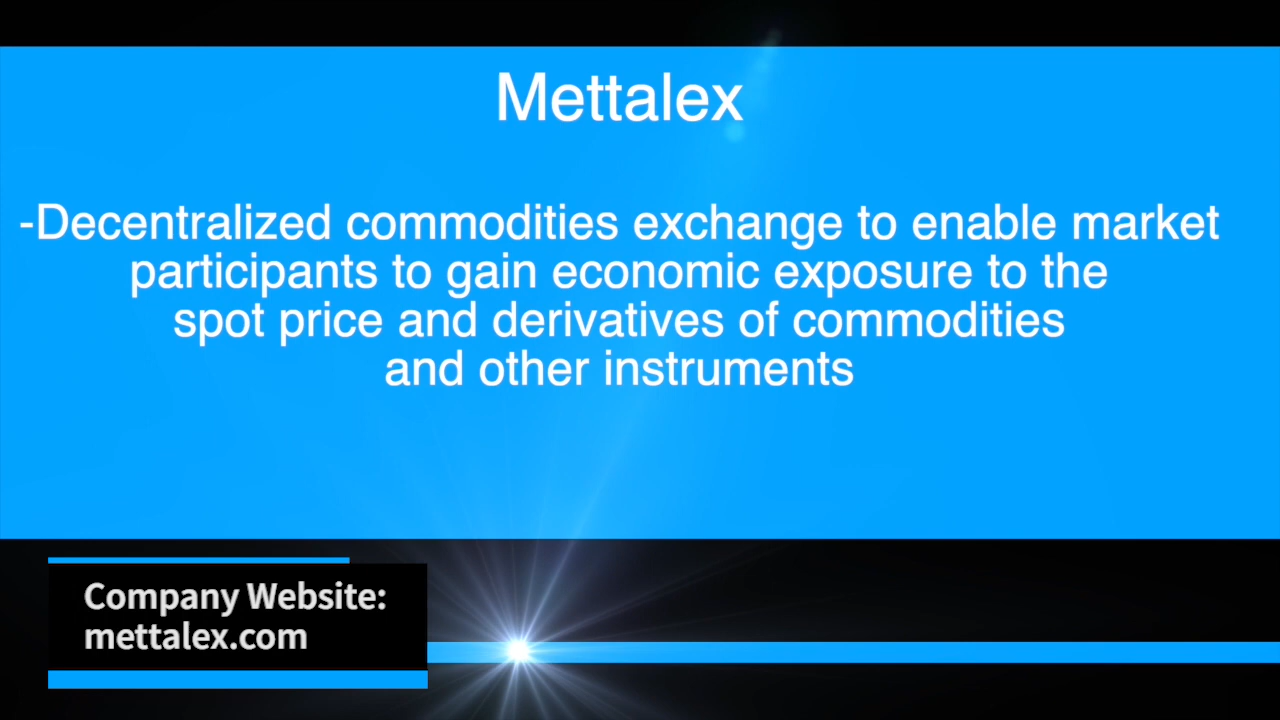 Mettalex
-Decentralized commodities exchange to enable market
participants to gain economic exposure to the
spot price and derivatives of commodities
and other instruments
Company Website:
mettalex.com